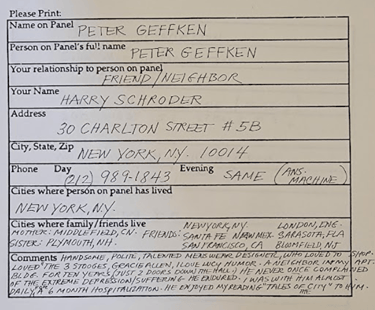 Please Print:
Name on Panel PETER GEFFKEN
Person on Panel's full name PETER GEFFKEN
Your relationship to person on panel
FRIEND/NEIGHBOR
Your Name
HARRY SCHRODER
Address
30 CHARLTON STREET #5B
City, State, Zip
NEW YORK, NY. 10014
Phone Day Evening
(212) 989-1843 SAME (ANS. MACHINE)
Cities where person on panel has lived
NEW YORK, N.Y.
Cities where family/friends live NEW YORK, NY LONDON, ENG.
MOTHER: MIDDLEFIELD, CN. FRIENDS: SANTA FE NEW MEX. SARASOTA, FLA
SISTER: PLYMOUTH, NH. SAN FRANCISCO, CA BLOOMFIELD, NJ
Comments HANDSOME, POLITE, TALENTED MENSWEAR DESIGNER, WHO LOVED TO SHOP.
LOVED "THE 3 STOOGES, GRACIE ALLEN, I LOVE LUCY HUMOR. A NEIGHBOR IN MY APT.
BLDG. FOR TEN YEARS (JUST 2 DOORS DOWN THE HALL) HE NEVER ONCE COMPLAINED
OF THE EXTREME DEPRESSION/SUFFERING HE ENDURED. I WAS WITH HIM ALMOST
DAILY, A 6 MONTH HOSPITALIZATION. HE ENJOYED MY READING "TALES OF CITY" TO HIM.